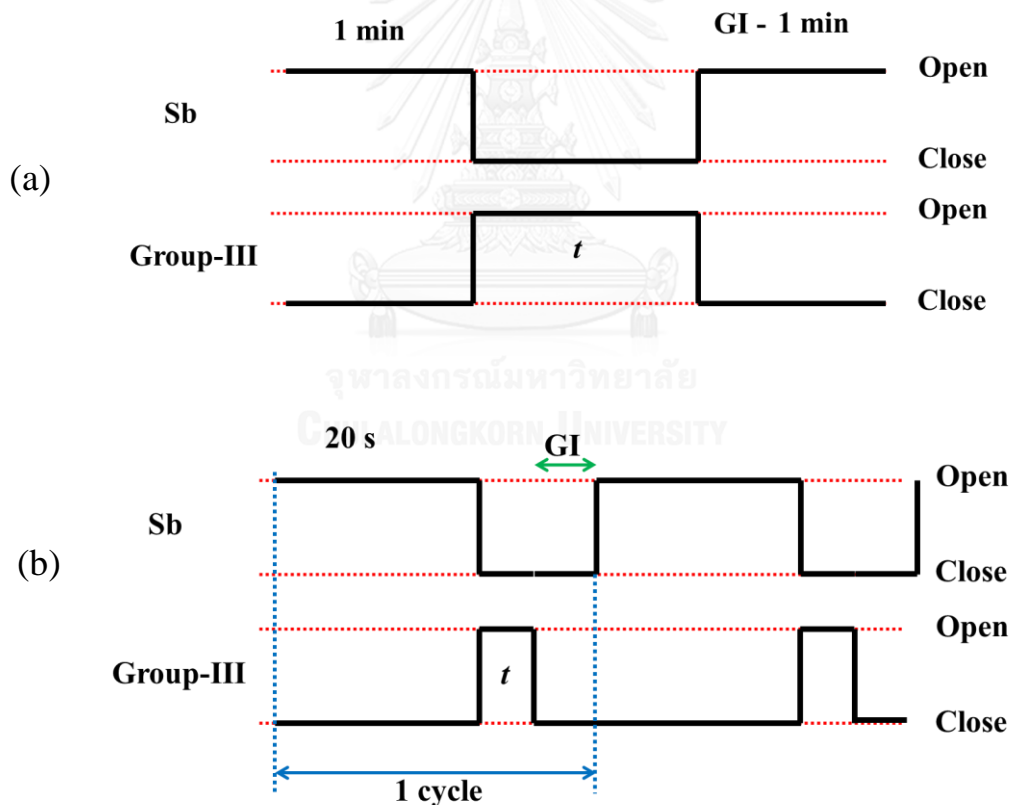 1 min GI - 1 min
Open
Sb
Close
(a)
Open
Group-III t
Close
จุฬาลงกรณ์มหาวิทยาลัย
CHULALONGKORN UNIVERSITY
20 s GI
Open
Sb
(b)
Close
Open
Group-III t
Close
1 cycle